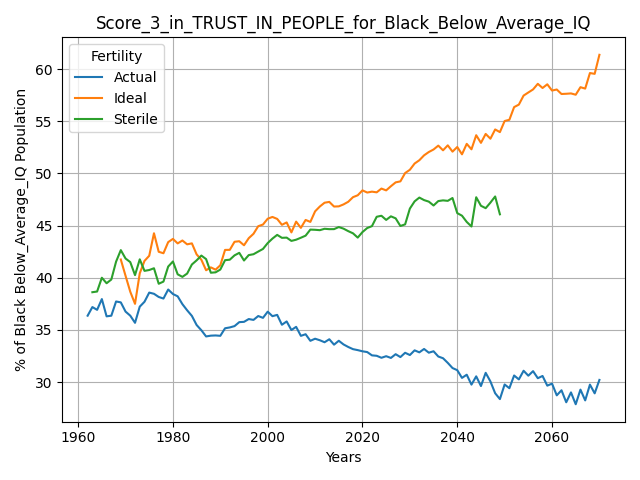 Score_3_in_TRUST_IN_PEOPLE_for_Black_Below_Average_IQ
Fertility
Actual
Ideal
Sterile
% of Black Below_Average_IQ Population
60
55
50
45
40
35
30
1960
1980
2000
2020
2040
2060
Years